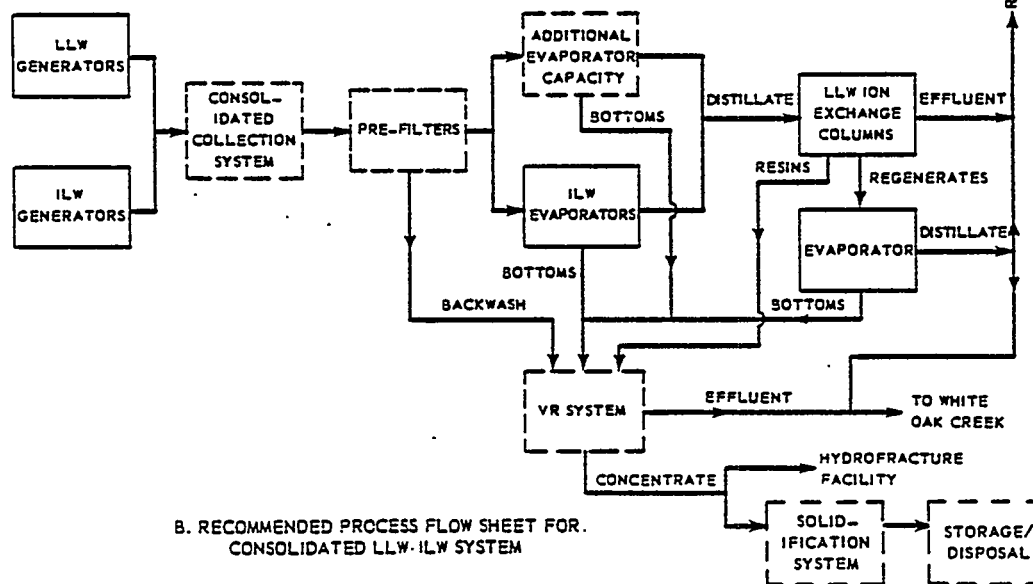 LLW
GENERATORS
CONSOL-
IDATED
COLLECTION
SYSTEM
ILW
GENERATORS
PRE-FILTERS
ADDITIONAL
EVAPORATOR
CAPACITY
BOTTOMS
ILW
EVAPORATORS
BOTTOMS
BACKWASH
DISTILLATE
LLW ION
EXCHANGE
COLUMNS
EFFLUENT
RESINS
REGENERATES
EVAPORATOR
DISTILLATE
BOTTOMS
R
VR SYSTEM
EFFLUENT
TO WHITE
OAK CREEK
CONCENTRATE
HYDROFRACTURE
FACILITY
SOLID-
IFICATION
SYSTEM
STORAGE/
DISPOSAL
B. RECOMMENDED PROCESS FLOW SHEET FOR.
CONSOLIDATED LLW-ILW SYSTEM